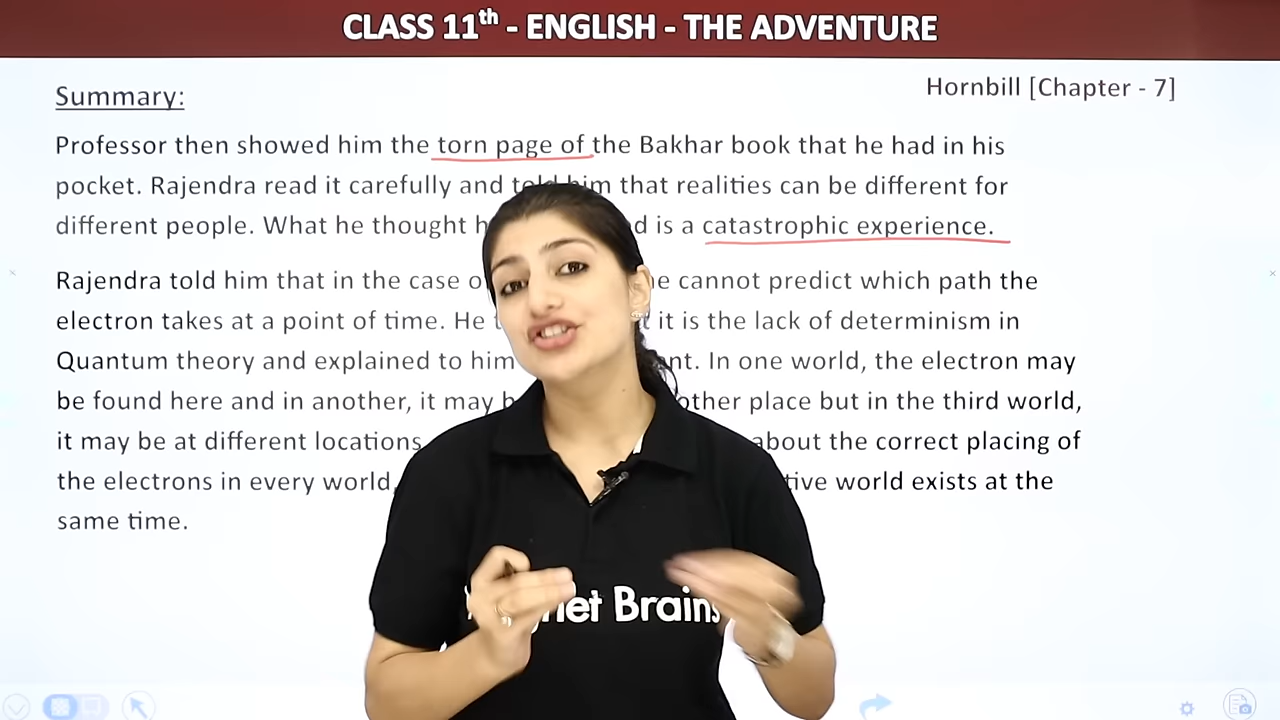 CLASS 11th - ENGLISH - THE ADVENTURE
Hornbill [Chapter - 7]
Summary:
Professor then showed him the torn page of the Bakhar book that he had in his
pocket. Rajendra read it carefully and told him that realities can be different for
different people. What he thought is a catastrophic experience.
Rajendra told him that in the case cannot predict which path the
electron takes at a point of time. He it is the lack of determinism in
Quantum theory and explained to him In one world, the electron may
be found here and in another, it may place but in the third world,
it may be at different locations about the correct placing of
the electrons in every world, world exists at the
same time.
Brains